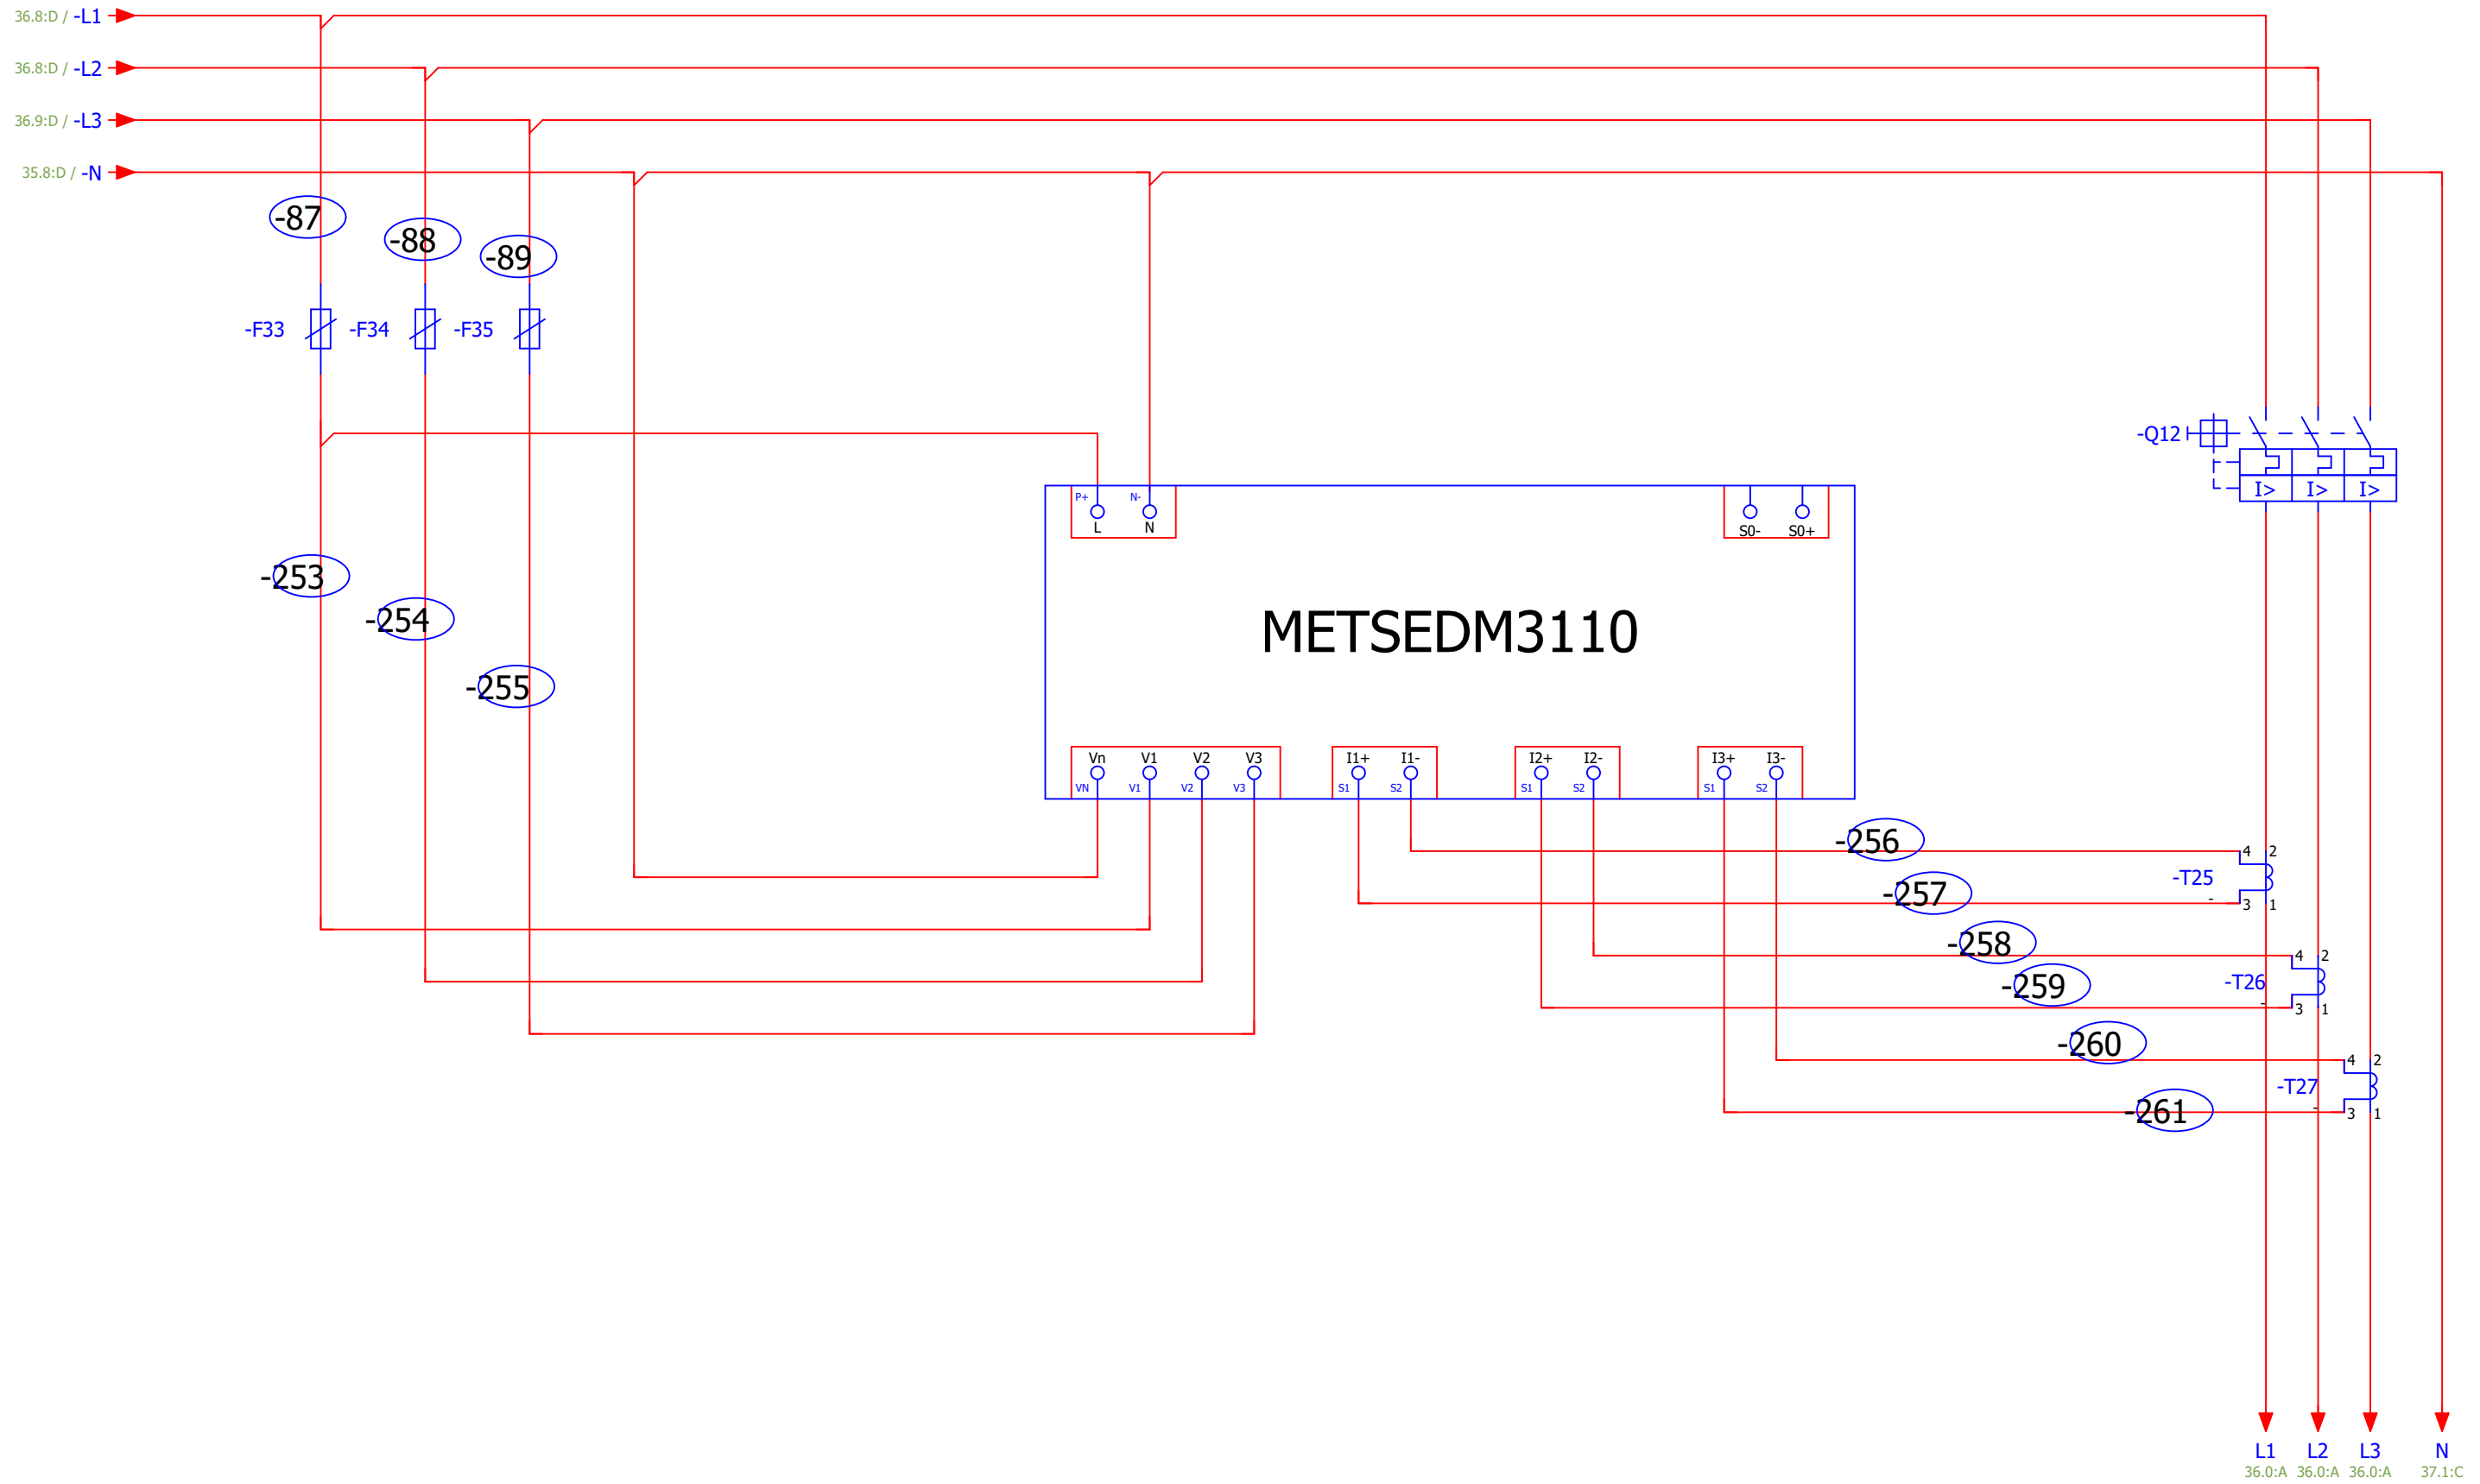 36.8:D / -L1
36.8:D / -L2
36.9:D / -L3
35.8:D / -N
-87
-88
-89
-F33 -F34 -F35
-Q12
I> I> I>
P+ N-
L N
S0- S0+
-253
-254
-255
METSEDM3110
Vn V1 V2 V3 I1+ I1- I2+ I2- I3+ I3-
VN V1 V2 V3 S1 S2 S1 S2 S1 S2
-256
4 2
-T25
-257
- 3 1
-258
4 2
-T26
-259
- 3 1
-260
4 2
-T27
-261
- 3 1
L1 L2 L3 N
36.0:A 36.0:A 36.0:A 37.1:C